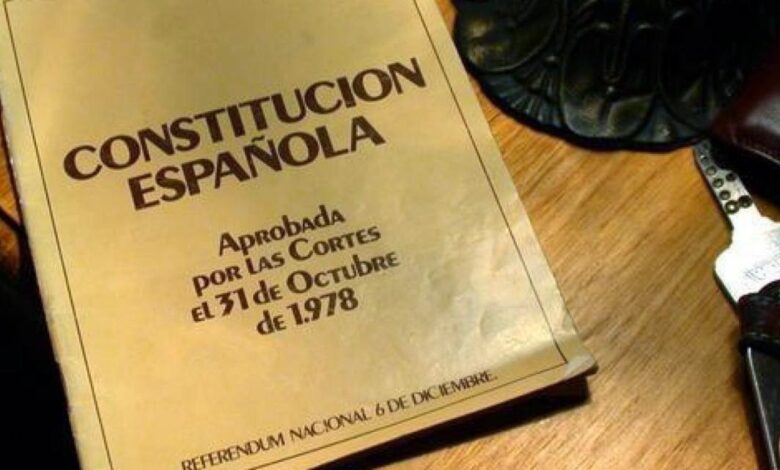 CONSTITUCION
ESPAÑOLA
APROBADA
POR LAS CORTES
EL 31 DE OCTUBRE
DE 1.978
REFERENDUM NACIONAL 6 DE DICIEMBRE.